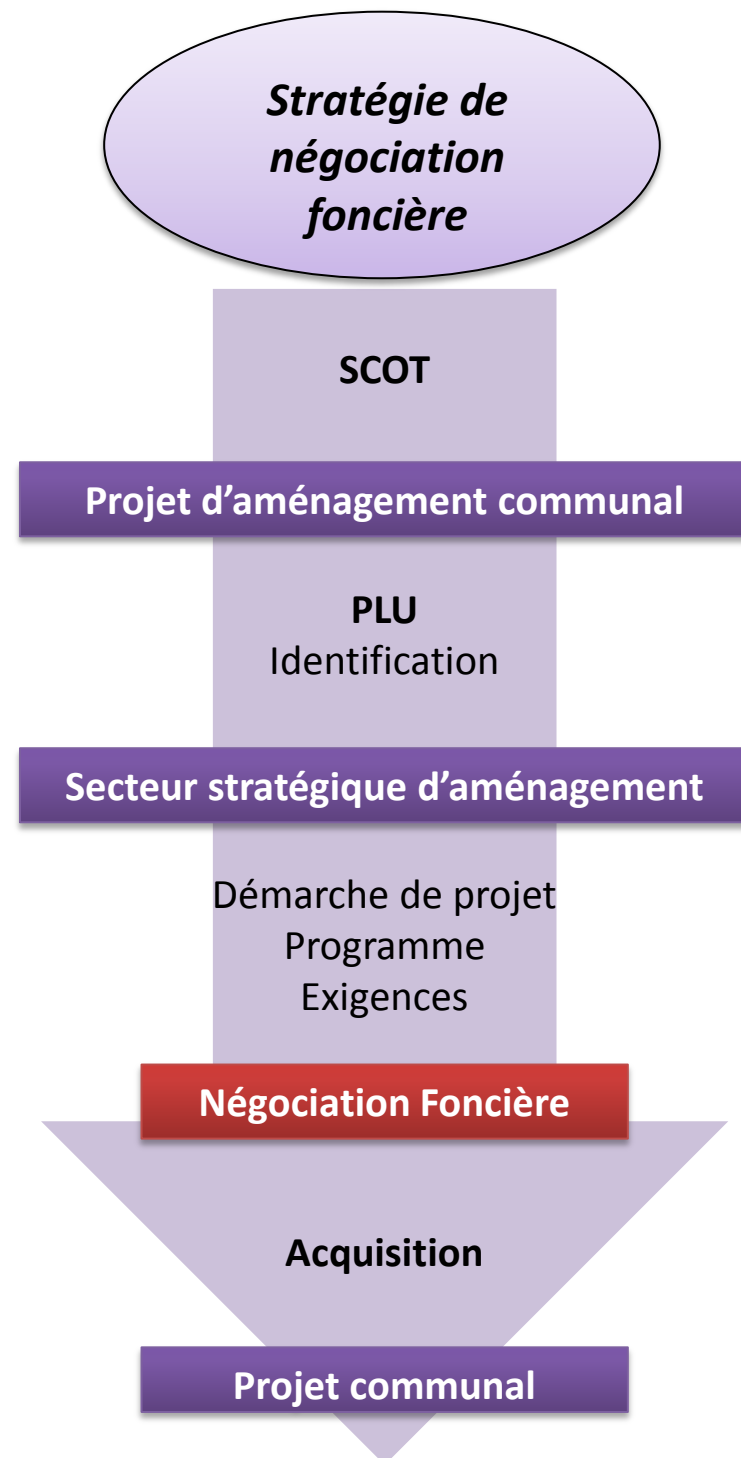 Stratégie de
négociation
foncière
SCOT
Projet d’aménagement communal
PLU
Identification
Secteur stratégique d’aménagement
Démarche de projet
Programme
Exigences
Négociation Foncière
Acquisition
Projet communal